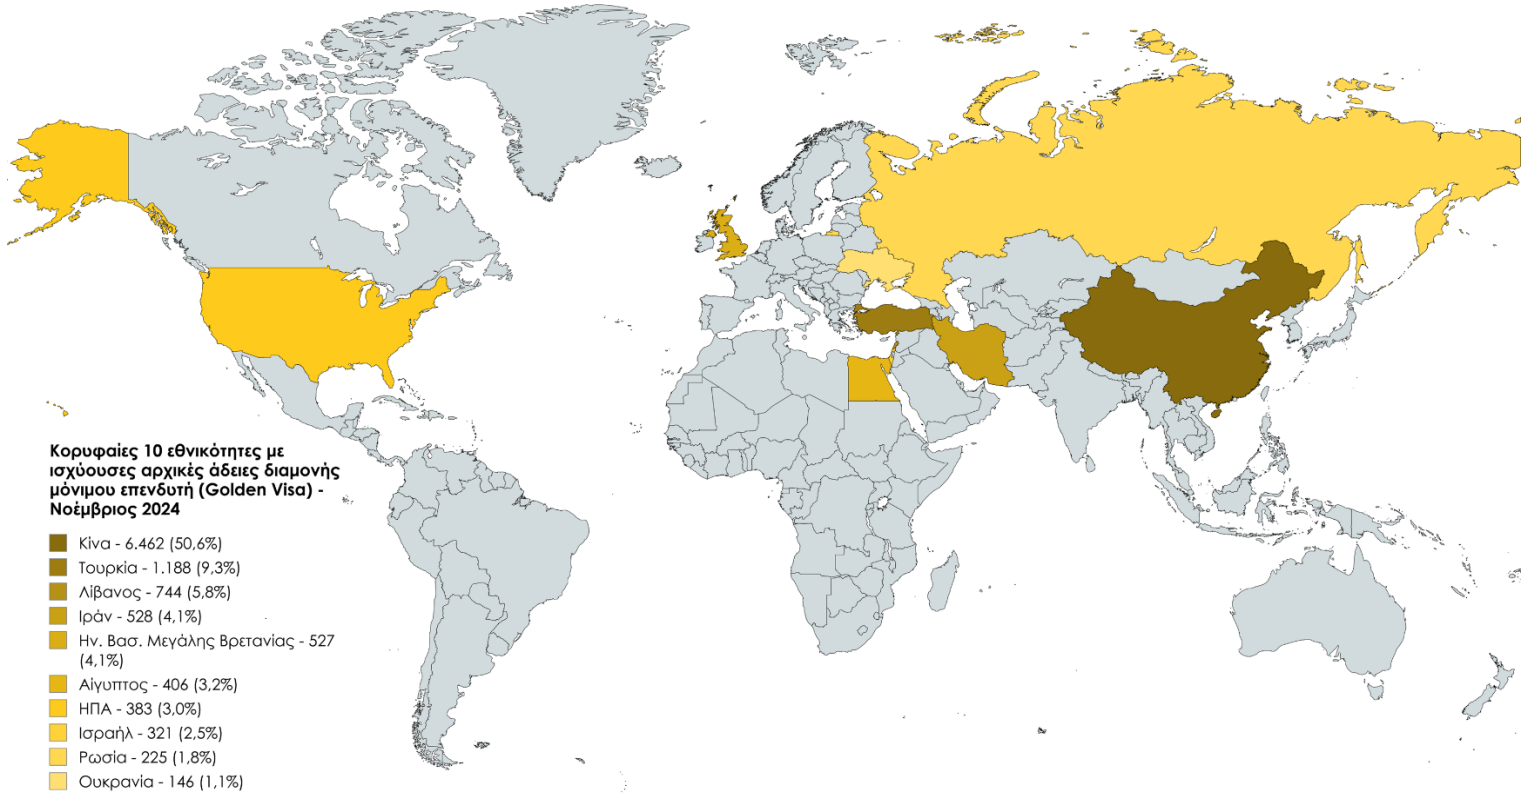 Κορυφαίες 10 εθνικότητες με
ισχύουσες αρχικές άδειες διαμονής
μόνιμου επενδυτή (Golden Visa) -
Νοέμβριος 2024
Κίνα - 6.462 (50,6%)
Τουρκία - 1.188 (9,3%)
Λίβανος - 744 (5,8%)
Ιράν - 528 (4,1%)
Ην. Βασ. Μεγάλης Βρετανίας - 527
(4,1%)
Αίγυπτος - 406 (3,2%)
ΗΠΑ - 383 (3,0%)
Ισραήλ - 321 (2,5%)
Ρωσία - 225 (1,8%)
Ουκρανία - 146 (1,1%)